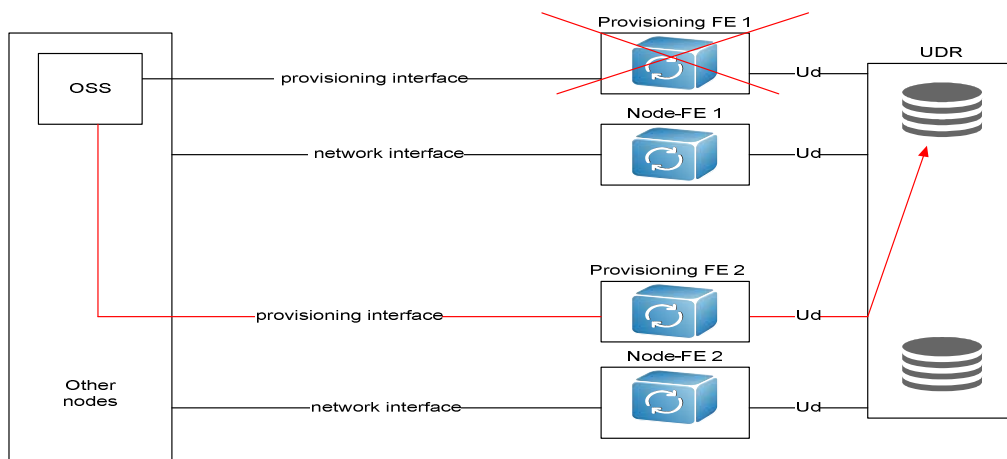 Provisioning FE 1
UDR
OSS
provisioning interface
Ud
Node-FE 1
network interface
Ud
Provisioning FE 2
provisioning interface
Ud
Node-FE 2
Other
nodes
network interface
Ud